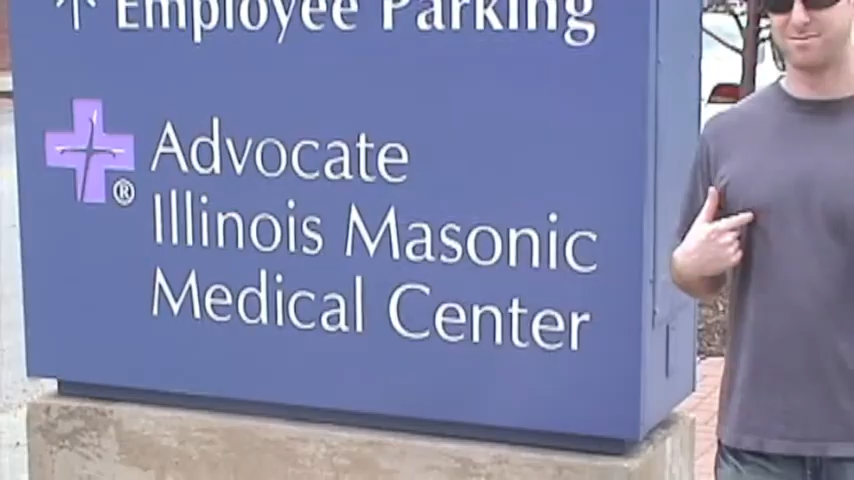 ↑ Employee Parking
Advocate
Illinois Masonic
Medical Center
®